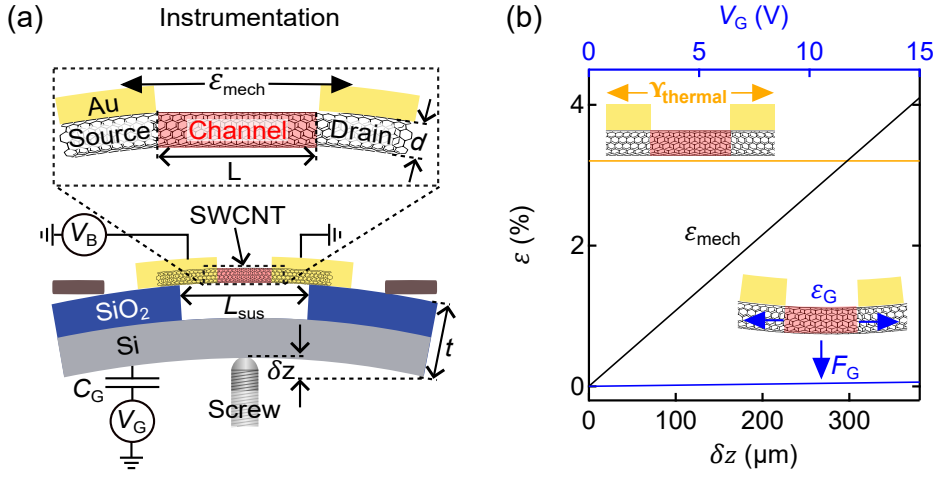 (a) Instrumentation
ε_mech
Au
Source Channel Drain d
L
SWCNT
V_B
SiO₂ L_sus
Si t
δz
C_G
Screw
V_G
(b) V_G (V)
0 5 10 15
ϒ_thermal
4
ε_mech
ε (%)
2
ε_G
F_G
0
0 100 200 300
δz (μm)